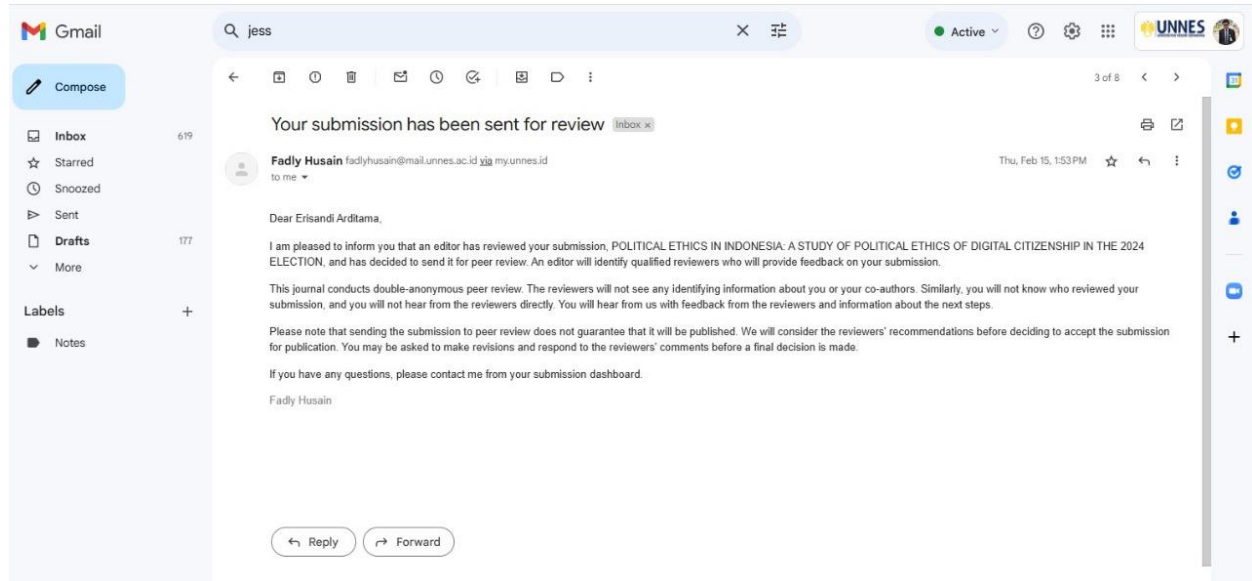 Gmail
jess
Active
UNNES
Compose
3 of 8
Your submission has been sent for review Inbox x
Inbox 619
Starred
Snoozed
Sent
Drafts 177
More
Labels +
Notes
Fadly Husain fadlyhusain@mail.unnes.ac.id via my.unnes.id
Thu, Feb 15, 1:53 PM
to me
Dear Erisandi Arditama,
I am pleased to inform you that an editor has reviewed your submission, POLITICAL ETHICS IN INDONESIA: A STUDY OF POLITICAL ETHICS OF DIGITAL CITIZENSHIP IN THE 2024
ELECTION, and has decided to send it for peer review. An editor will identify qualified reviewers who will provide feedback on your submission.
This journal conducts double-anonymous peer review. The reviewers will not see any identifying information about you or your co-authors. Similarly, you will not know who reviewed your
submission, and you will not hear from the reviewers directly. You will hear from us with feedback from the reviewers and information about the next steps.
Please note that sending the submission to peer review does not guarantee that it will be published. We will consider the reviewers' recommendations before deciding to accept the submission
for publication. You may be asked to make revisions and respond to the reviewers' comments before a final decision is made.
If you have any questions, please contact me from your submission dashboard.
Fadly Husain
Reply
Forward